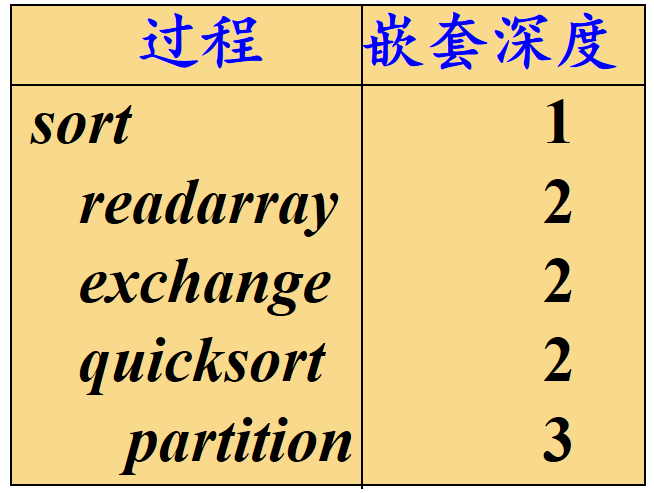 过程 嵌套深度
sort 1
readarray 2
exchange 2
quicksort 2
partition 3